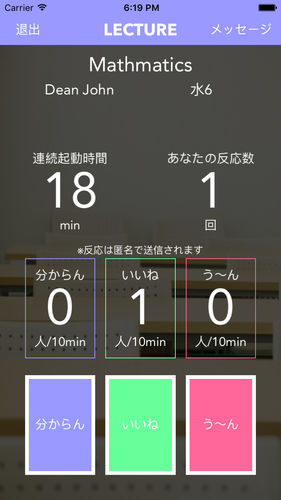 Carrier 6:19 PM
退出 LECTURE メッセージ
Mathmatics
Dean John 水6
連続起動時間 あなたの反応数
18 1
min 回
※反応は匿名で送信されます
分からん いいね う〜ん
0 1 0
人/10min 人/10min 人/10min
分からん いいね う〜ん